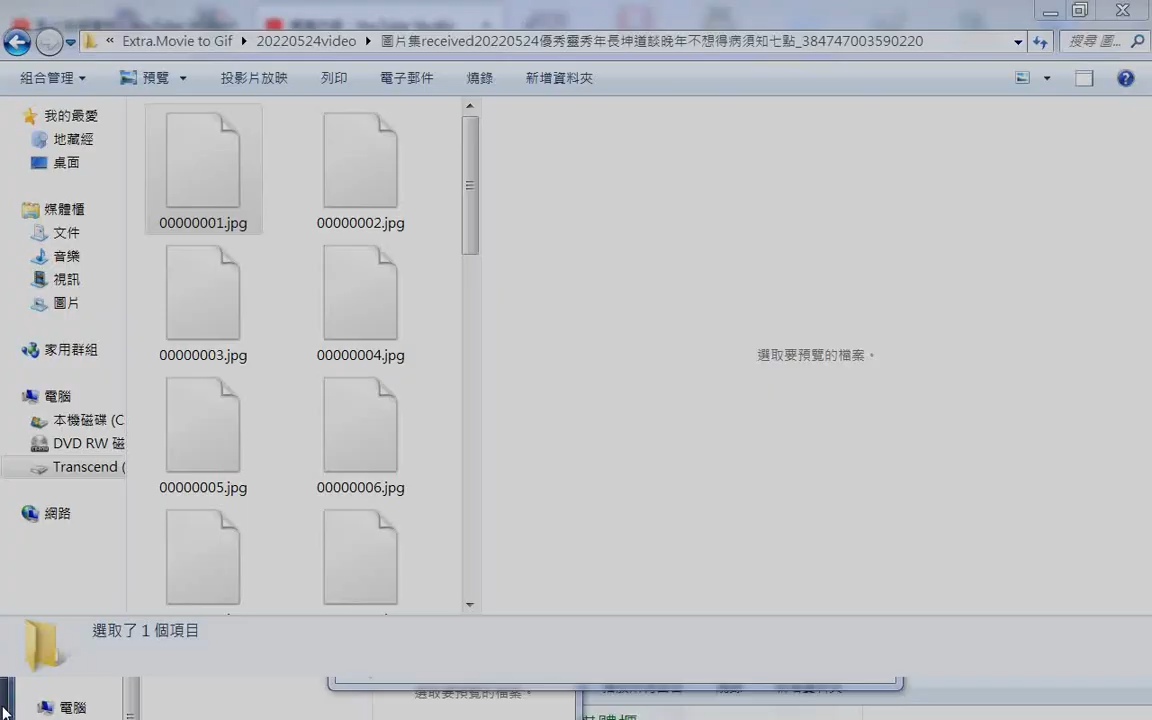 « Extra.Movie to Gif ▸ 20220524video ▸ 圖片集received20220524優秀靈秀年長坤道談晚年不想得病須知七點_384747003590220
搜尋 圖...
組合管理 預覽 投影片放映 列印 電子郵件 燒錄 新增資料夾
我的最愛
地藏經
桌面
媒體櫃
文件
音樂
視訊
圖片
家用群組
電腦
本機磁碟 (C
DVD RW 磁
Transcend (
網路
00000001.jpg 00000002.jpg
00000003.jpg 00000004.jpg
00000005.jpg 00000006.jpg
選取要預覽的檔案。
選取了 1 個項目
選取要預覽的檔案。
電腦